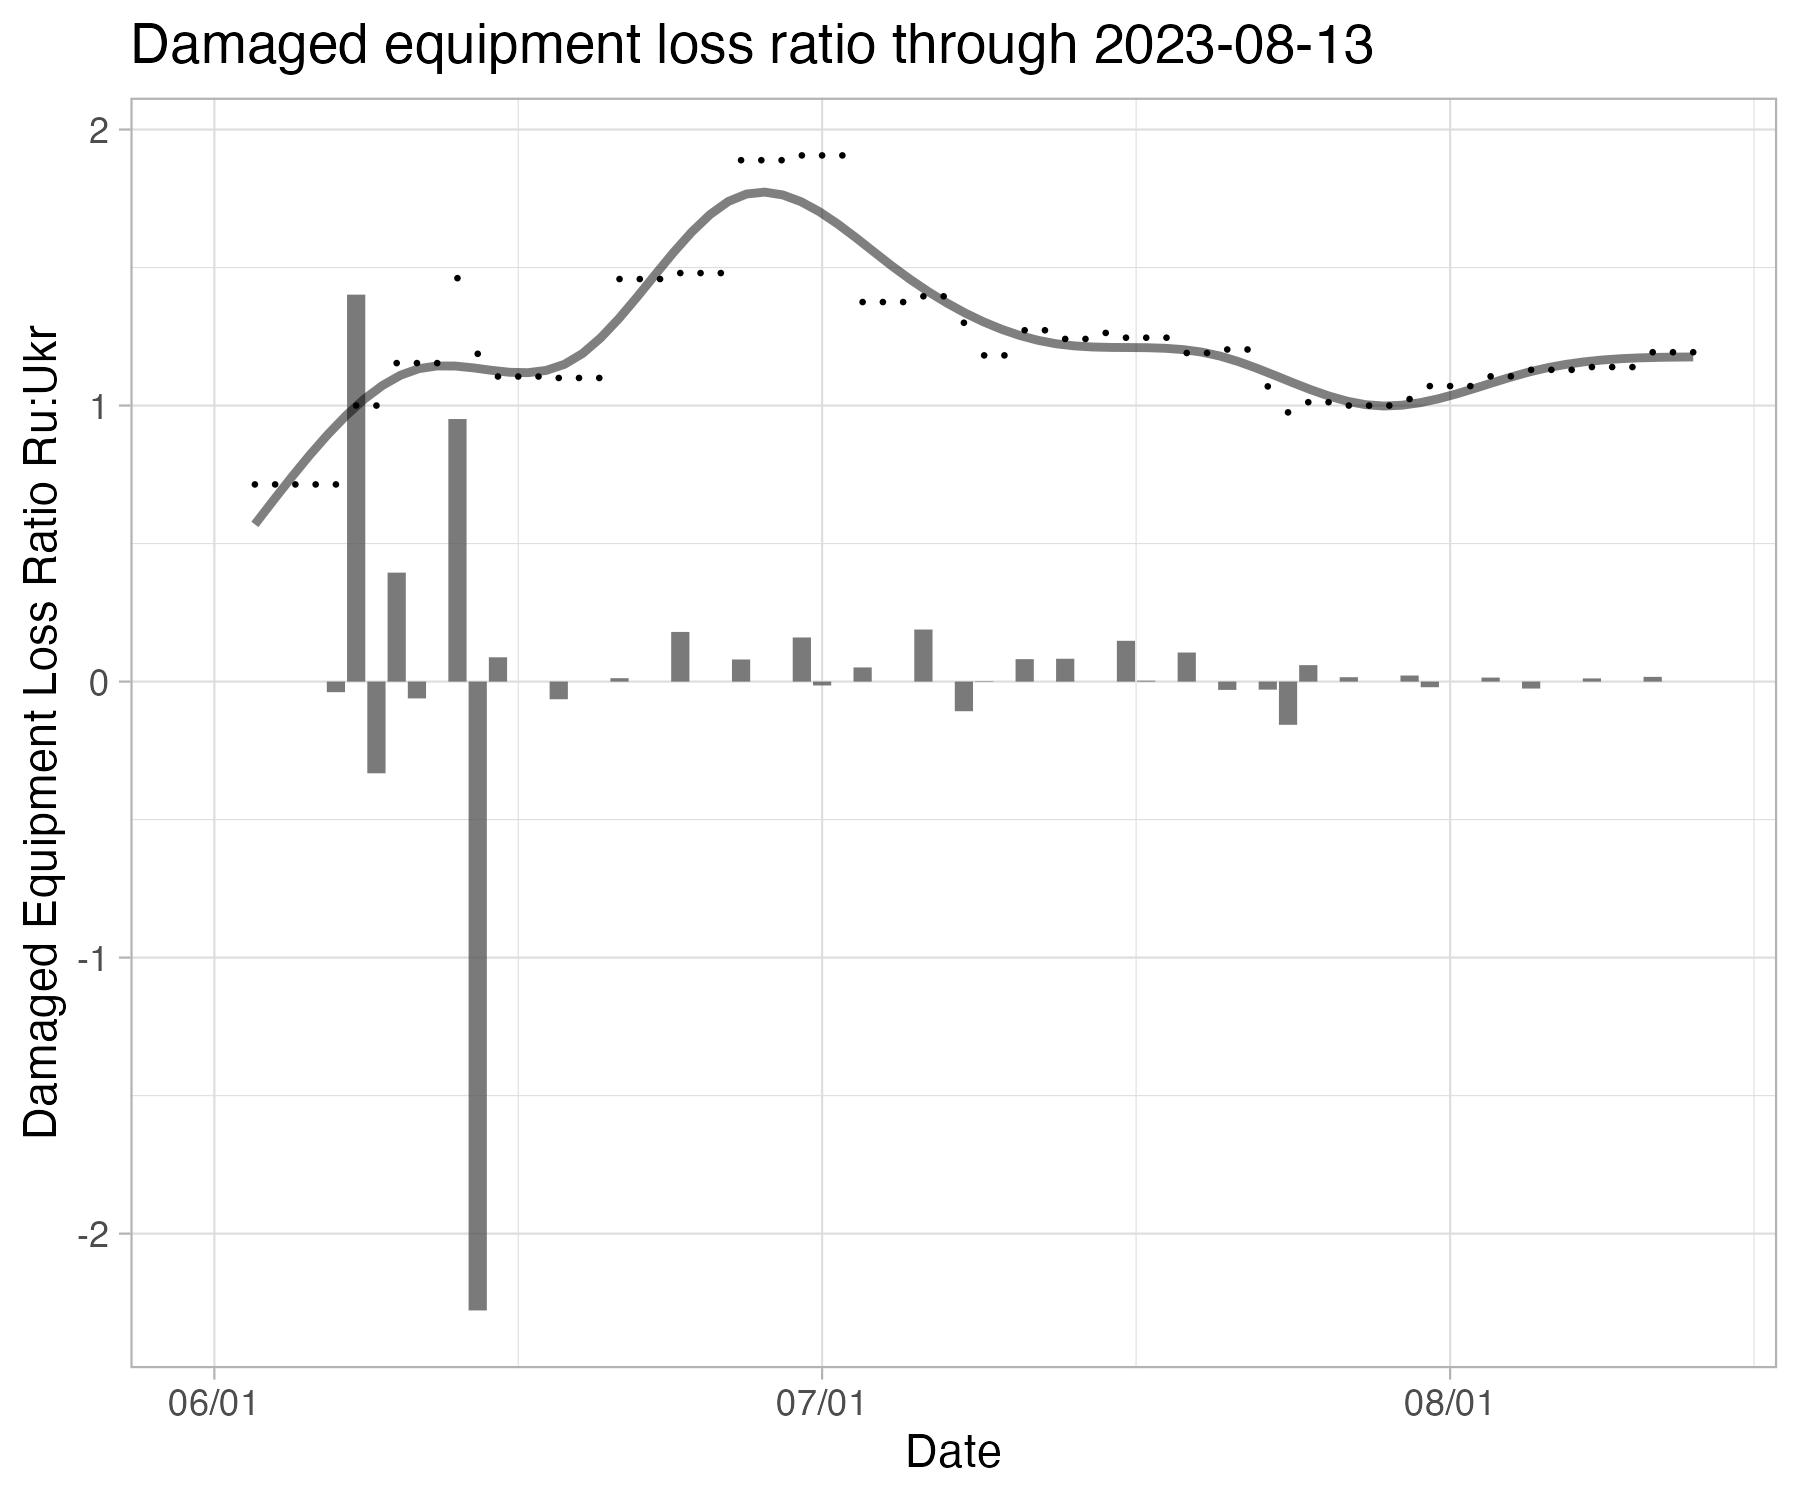 Damaged equipment loss ratio through 2023-08-13
Damaged Equipment Loss Ratio Ru:Ukr
2
1
0
-1
-2
06/01 07/01 08/01
Date